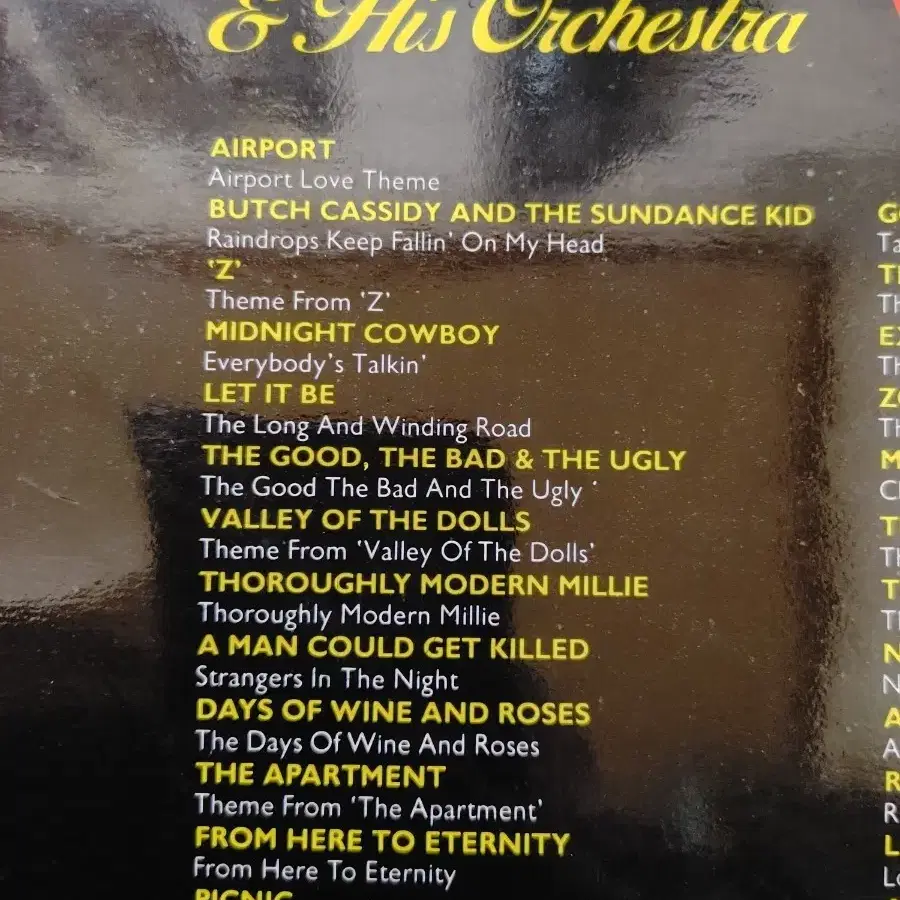 & His Orchestra
AIRPORT
Airport Love Theme
BUTCH CASSIDY AND THE SUNDANCE KID
Raindrops Keep Fallin' On My Head
'Z'
Theme From 'Z'
MIDNIGHT COWBOY
Everybody's Talkin'
LET IT BE
The Long And Winding Road
THE GOOD, THE BAD & THE UGLY
The Good The Bad And The Ugly '
VALLEY OF THE DOLLS
Theme From 'Valley Of The Dolls'
THOROUGHLY MODERN MILLIE
Thoroughly Modern Millie
A MAN COULD GET KILLED
Strangers In The Night
DAYS OF WINE AND ROSES
The Days Of Wine And Roses
THE APARTMENT
Theme From 'The Apartment'
FROM HERE TO ETERNITY
From Here To Eternity
PICNIC